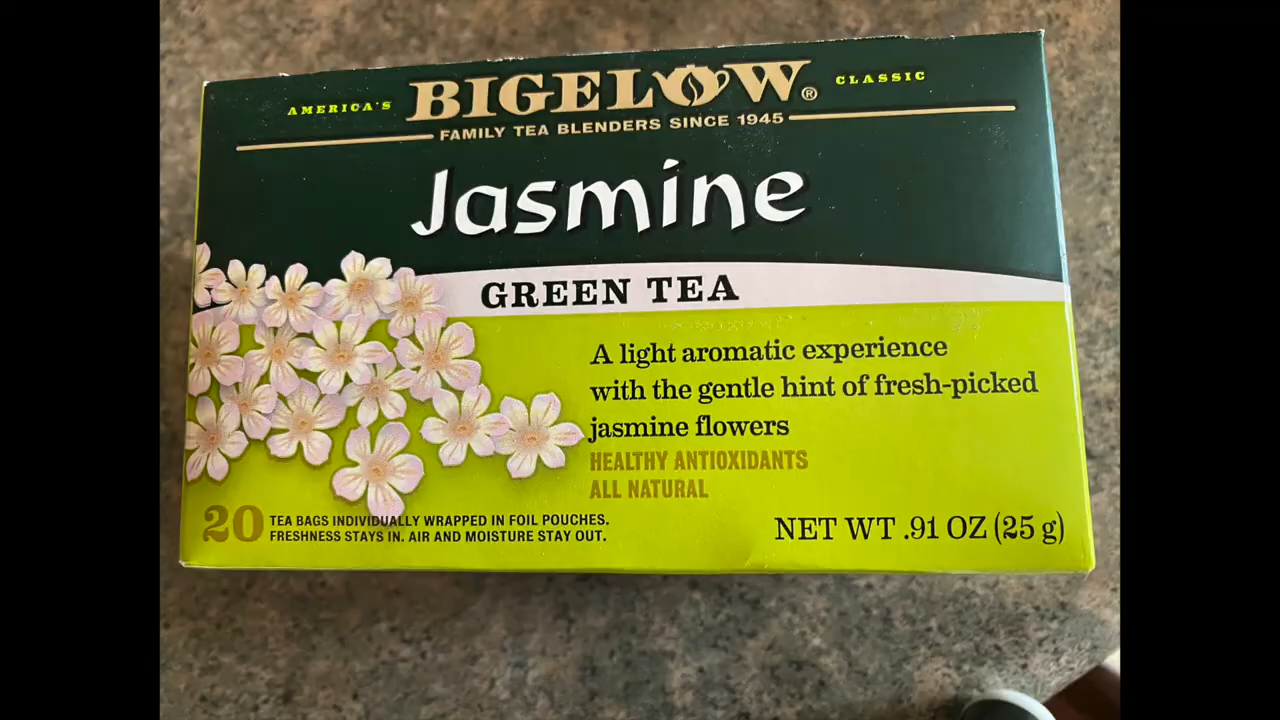 AMERICA'S BIGELOW® CLASSIC
FAMILY TEA BLENDERS SINCE 1945
Jasmine
GREEN TEA
A light aromatic experience
with the gentle hint of fresh-picked
jasmine flowers
HEALTHY ANTIOXIDANTS
ALL NATURAL
20 TEA BAGS INDIVIDUALLY WRAPPED IN FOIL POUCHES.
FRESHNESS STAYS IN. AIR AND MOISTURE STAY OUT.
NET WT .91 OZ (25 g)